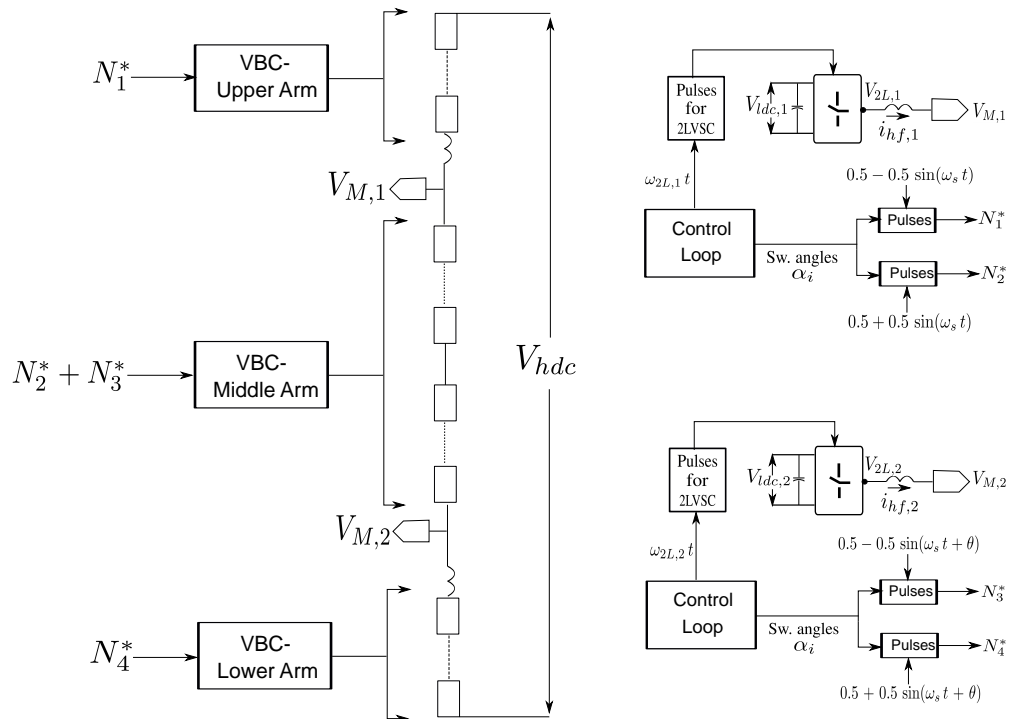 N_1^*
VBC-
Upper Arm
V_{M,1}
N_2^* + N_3^*
VBC-
Middle Arm
V_{hdc}
V_{M,2}
N_4^*
VBC-
Lower Arm
Pulses
for
2LVSC
V_{ldc,1}
V_{2L,1}
i_{hf,1}
V_{M,1}
ω_{2L,1} t
0.5 − 0.5 sin(ω_s t)
Control
Loop
Sw. angles
α_i
Pulses
N_1^*
Pulses
N_2^*
0.5 + 0.5 sin(ω_s t)
Pulses
for
2LVSC
V_{ldc,2}
V_{2L,2}
i_{hf,2}
V_{M,2}
ω_{2L,2} t
0.5 − 0.5 sin(ω_s t + θ)
Control
Loop
Sw. angles
α_i
Pulses
N_3^*
Pulses
N_4^*
0.5 + 0.5 sin(ω_s t + θ)